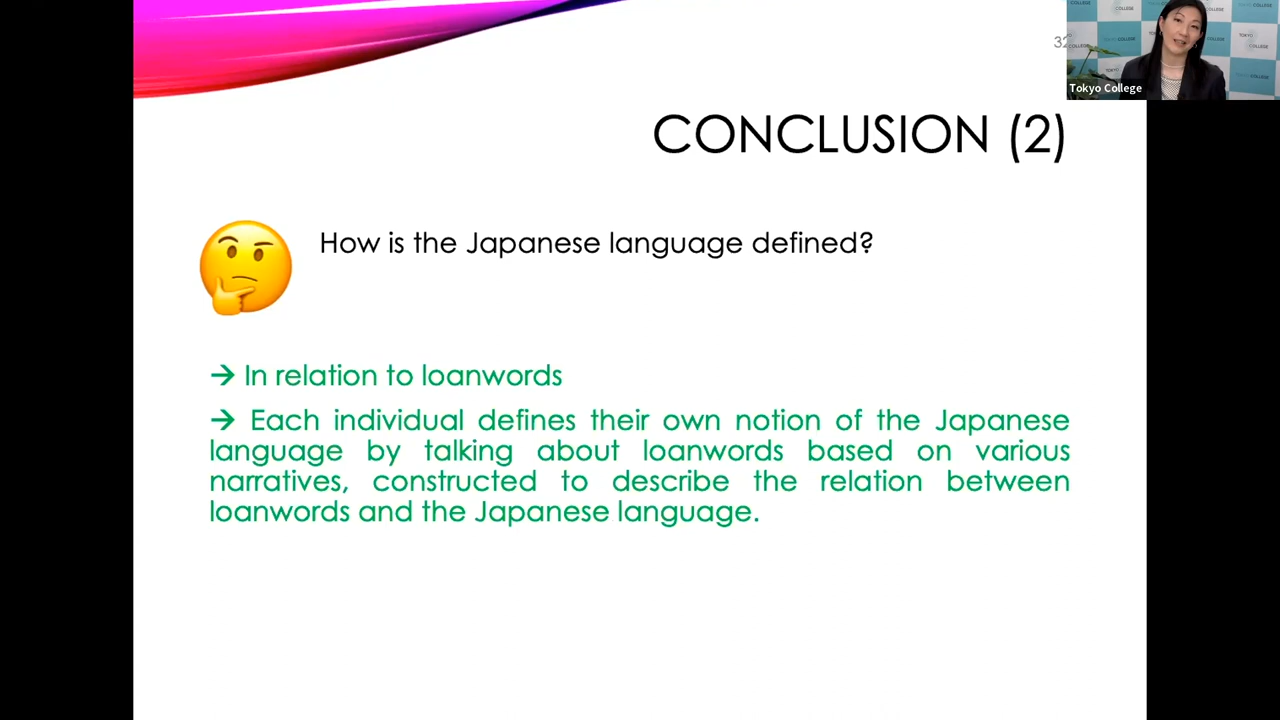 32
Tokyo College
CONCLUSION (2)
How is the Japanese language defined?
→ In relation to loanwords
→ Each individual defines their own notion of the Japanese
language by talking about loanwords based on various
narratives, constructed to describe the relation between
loanwords and the Japanese language.